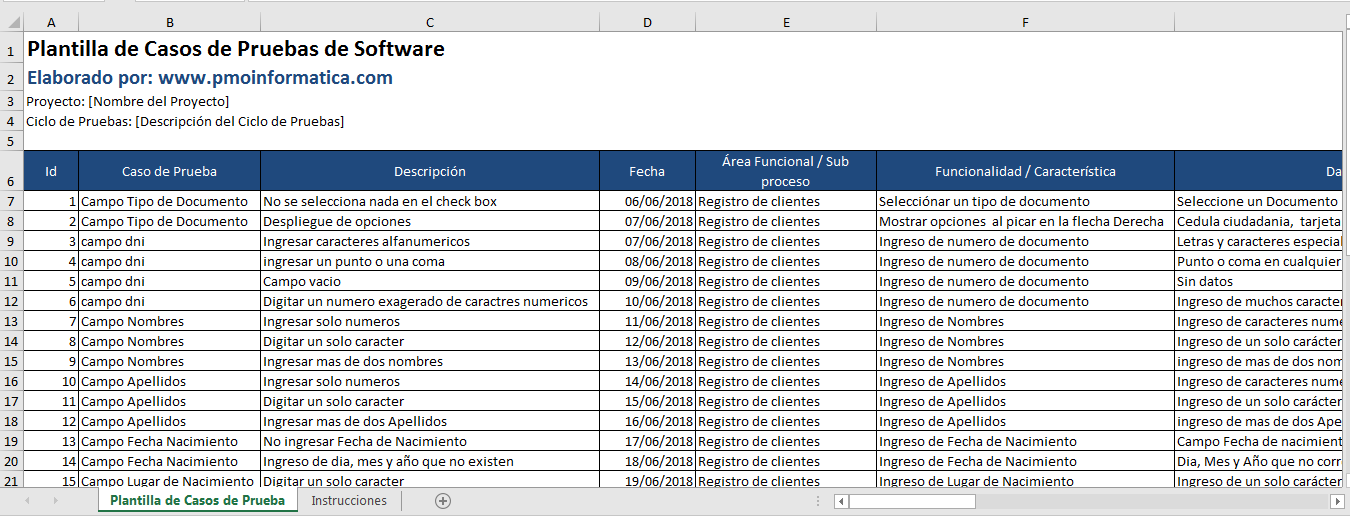 A B C D E F
1 Plantilla de Casos de Pruebas de Software
2 Elaborado por: www.pmoinformatica.com
3 Proyecto: [Nombre del Proyecto]
4 Ciclo de Pruebas: [Descripción del Ciclo de Pruebas]
5
6 Id Caso de Prueba Descripción Fecha Área Funcional / Sub proceso Funcionalidad / Característica Da
7 1 Campo Tipo de Documento No se selecciona nada en el check box 06/06/2018 Registro de clientes Selecciónar un tipo de documento Seleccione un Documento
8 2 Campo Tipo de Documento Despliegue de opciones 07/06/2018 Registro de clientes Mostrar opciones al picar en la flecha Derecha Cedula ciudadania, tarjeta
9 3 campo dni Ingresar caracteres alfanumericos 07/06/2018 Registro de clientes Ingreso de numero de documento Letras y caracteres especial
10 4 campo dni ingresar un punto o una coma 08/06/2018 Registro de clientes Ingreso de numero de documento Punto o coma en cualquier
11 5 campo dni Campo vacio 09/06/2018 Registro de clientes Ingreso de numero de documento Sin datos
12 6 campo dni Digitar un numero exagerado de caractres numericos 10/06/2018 Registro de clientes Ingreso de numero de documento Ingreso de muchos caracter
13 7 Campo Nombres Ingresar solo numeros 11/06/2018 Registro de clientes Ingreso de Nombres Ingreso de caracteres nume
14 8 Campo Nombres Digitar un solo caracter 12/06/2018 Registro de clientes Ingreso de Nombres Ingreso de un solo carácter
15 9 Campo Nombres Ingresar mas de dos nombres 13/06/2018 Registro de clientes Ingreso de Nombres ingreso de mas de dos nom
16 10 Campo Apellidos Ingresar solo numeros 14/06/2018 Registro de clientes Ingreso de Apellidos Ingreso de caracteres nume
17 11 Campo Apellidos Digitar un solo caracter 15/06/2018 Registro de clientes Ingreso de Apellidos Ingreso de un solo carácter
18 12 Campo Apellidos Ingresar mas de dos Apellidos 16/06/2018 Registro de clientes Ingreso de Apellidos ingreso de mas de dos Ape
19 13 Campo Fecha Nacimiento No ingresar Fecha de Nacimiento 17/06/2018 Registro de clientes Ingreso de Fecha de Nacimiento Campo Fecha de nacimient
20 14 Campo Fecha Nacimiento Ingreso de dia, mes y año que no existen 18/06/2018 Registro de clientes Ingreso de Fecha de Nacimiento Dia, Mes y Año que no corr
21 15 Campo Lugar de Nacimiento Digitar un solo caracter 19/06/2018 Registro de clientes Ingreso de Lugar de Nacimiento Ingreso de un solo carácter
Plantilla de Casos de Prueba Instrucciones